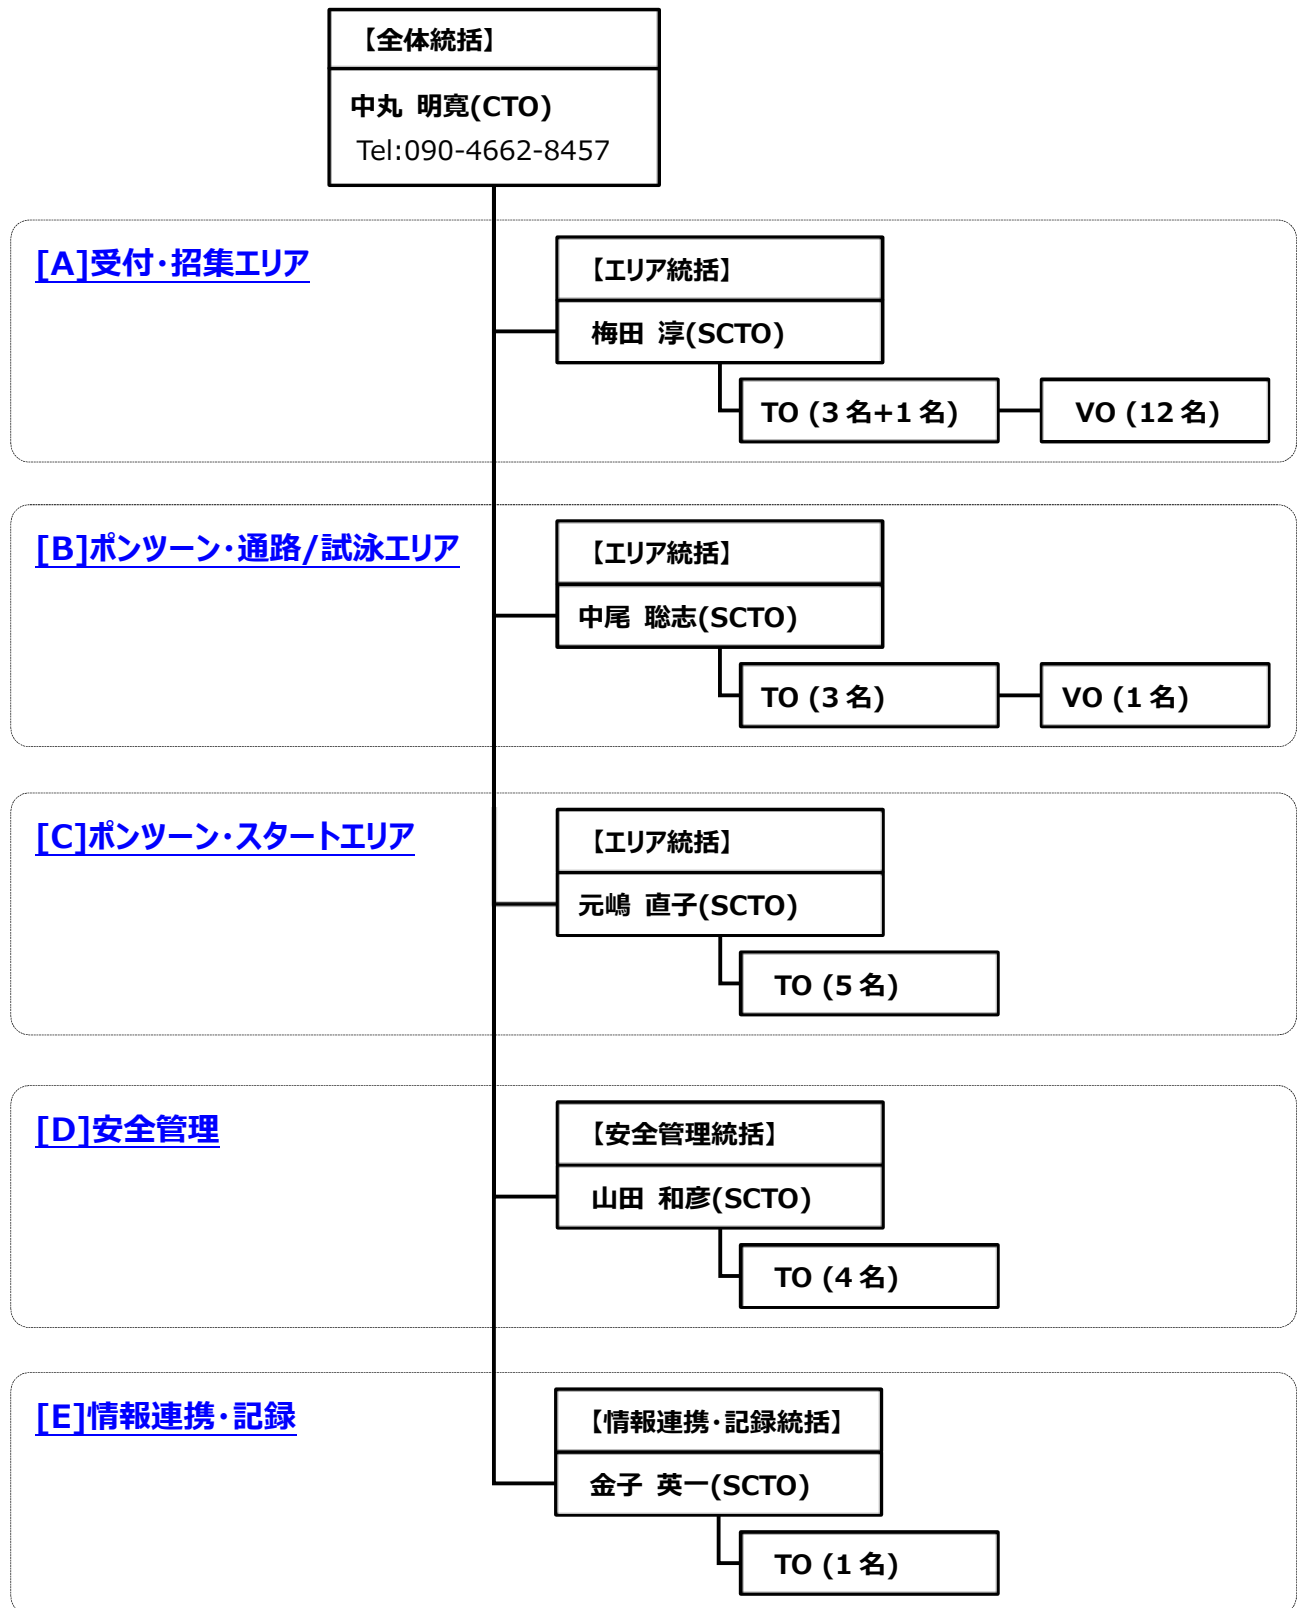 【全体統括】
中丸 明寛(CTO)
Tel:090-4662-8457
[A]受付・招集エリア
【エリア統括】
梅田 淳(SCTO)
TO (3名+1名)
VO (12名)
[B]ポンツーン・通路/試泳エリア
【エリア統括】
中尾 聡志(SCTO)
TO (3名)
VO (1名)
[C]ポンツーン・スタートエリア
【エリア統括】
元嶋 直子(SCTO)
TO (5名)
[D]安全管理
【安全管理統括】
山田 和彦(SCTO)
TO (4名)
[E]情報連携・記録
【情報連携・記録統括】
金子 英一(SCTO)
TO (1名)